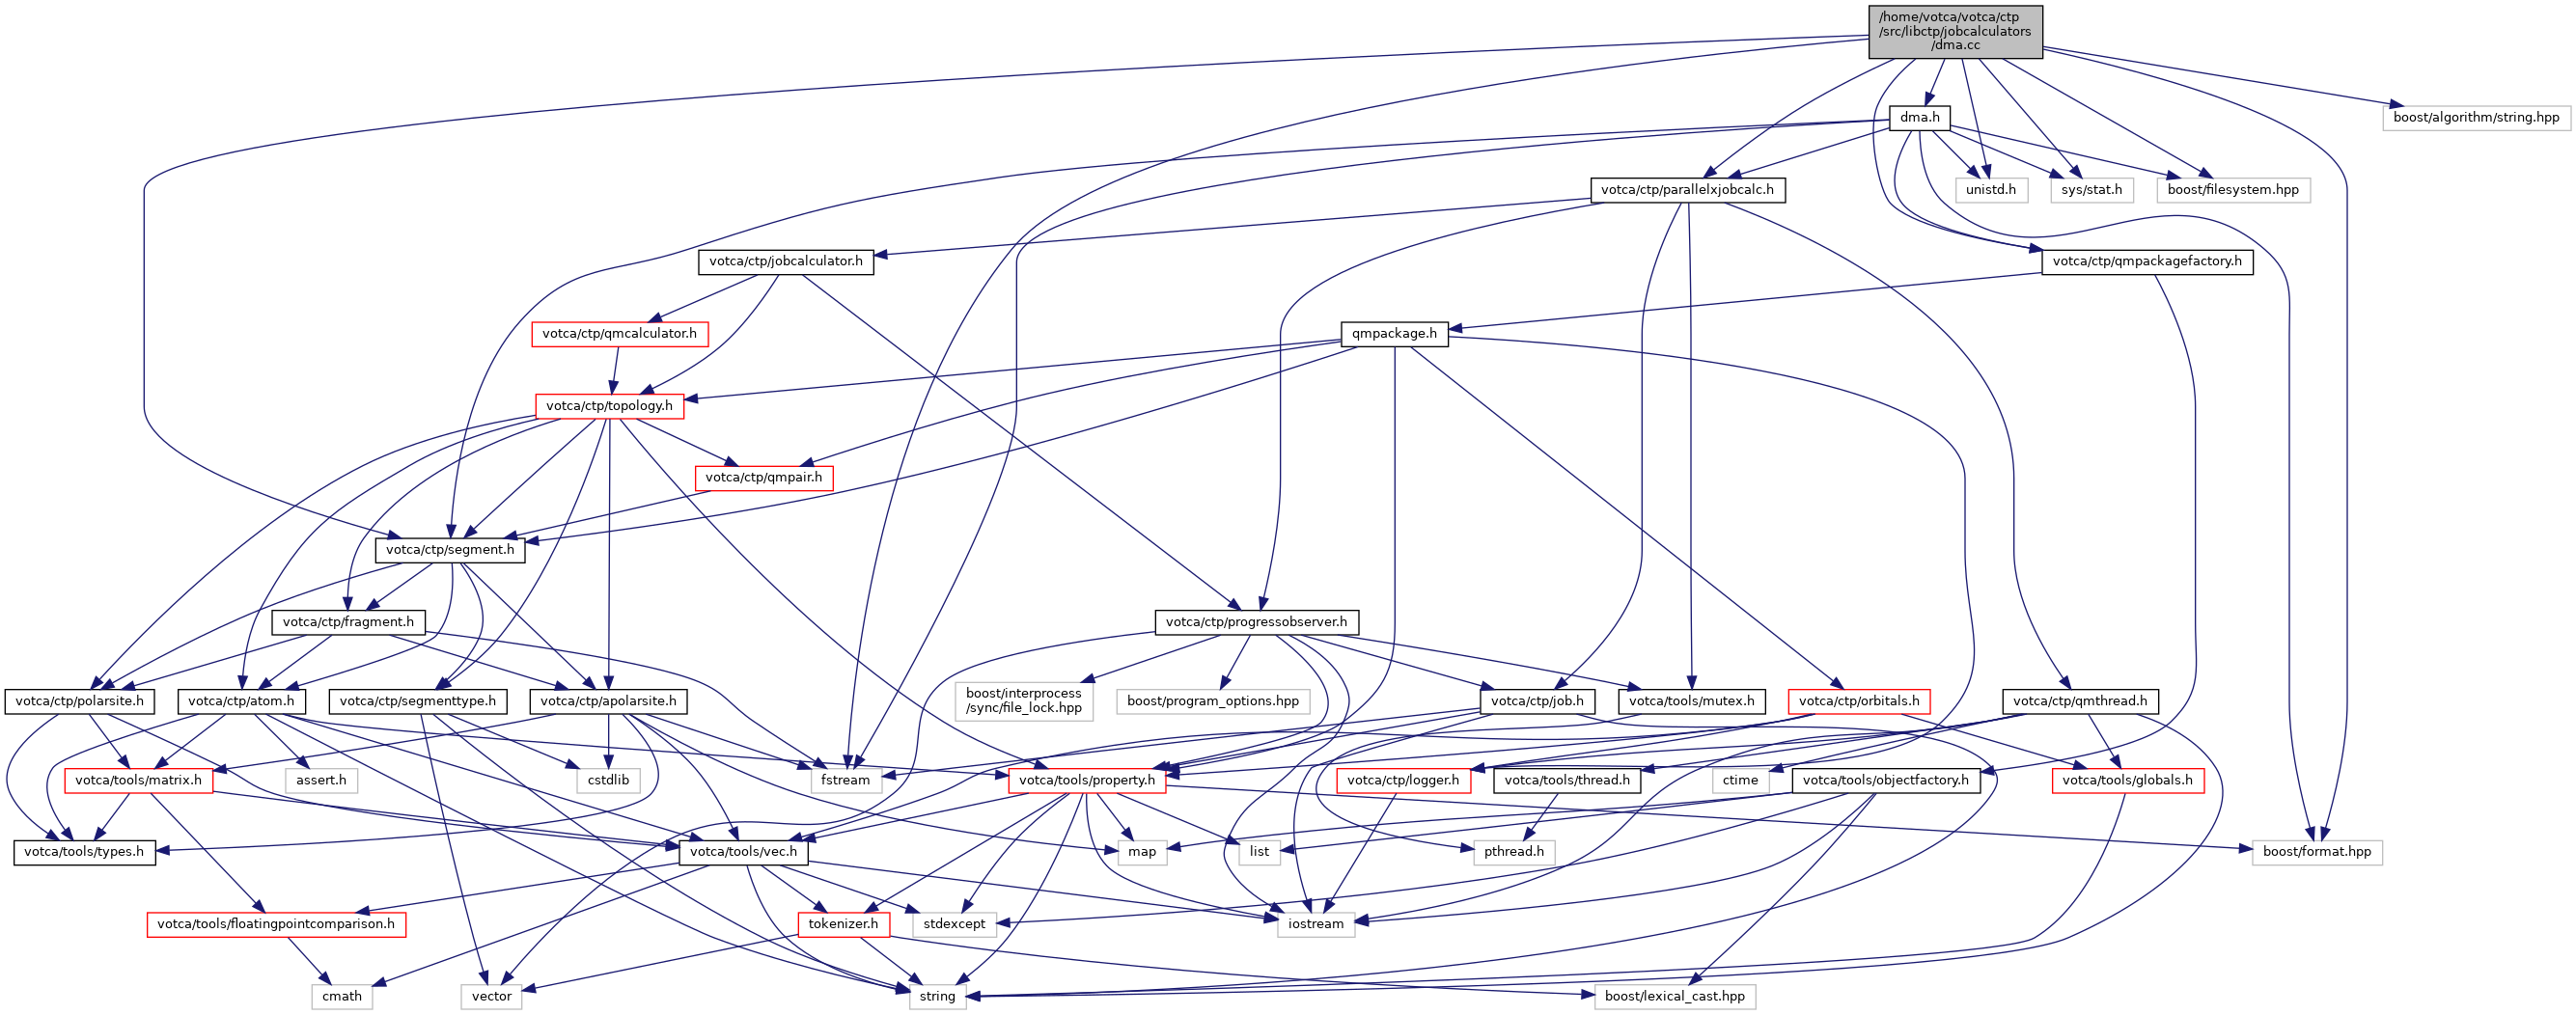 /home/votca/votca/ctp
/src/libctp/jobcalculators
/dma.cc
dma.h
boost/algorithm/string.hpp
votca/ctp/parallelxjobcalc.h
unistd.h
sys/stat.h
boost/filesystem.hpp
votca/ctp/jobcalculator.h
votca/ctp/qmpackagefactory.h
votca/ctp/qmcalculator.h
qmpackage.h
votca/ctp/topology.h
votca/ctp/qmpair.h
votca/ctp/segment.h
votca/ctp/fragment.h
votca/ctp/progressobserver.h
votca/ctp/polarsite.h
votca/ctp/atom.h
votca/ctp/segmenttype.h
votca/ctp/apolarsite.h
boost/interprocess
/sync/file_lock.hpp
boost/program_options.hpp
votca/ctp/job.h
votca/tools/mutex.h
votca/ctp/orbitals.h
votca/ctp/qmthread.h
votca/tools/matrix.h
assert.h
cstdlib
fstream
votca/tools/property.h
votca/ctp/logger.h
votca/tools/thread.h
ctime
votca/tools/objectfactory.h
votca/tools/globals.h
votca/tools/types.h
votca/tools/vec.h
map
list
pthread.h
boost/format.hpp
votca/tools/floatingpointcomparison.h
tokenizer.h
stdexcept
iostream
cmath
vector
string
boost/lexical_cast.hpp